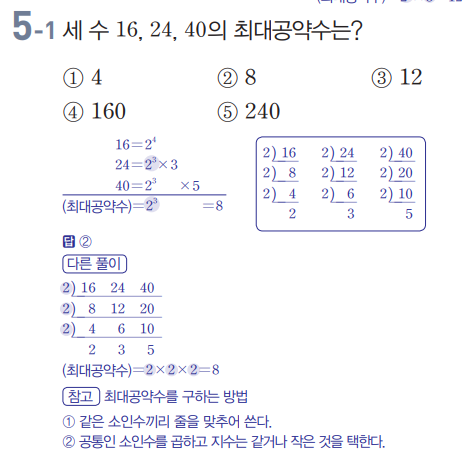 5-1 세 수 16, 24, 40의 최대공약수는?
① 4 ② 8 ③ 12
④ 160 ⑤ 240
16=2⁴
24=2³×3
40=2³ ×5
(최대공약수)=2³ =8
2) 16 2) 24 2) 40
2) 8 2) 12 2) 20
2) 4 2) 6 2) 10
2 3 5
답 ②
다른 풀이
2) 16 24 40
2) 8 12 20
2) 4 6 10
2 3 5
(최대공약수)=2×2×2=8
참고 최대공약수를 구하는 방법
① 같은 소인수끼리 줄을 맞추어 쓴다.
② 공통인 소인수를 곱하고 지수는 같거나 작은 것을 택한다.